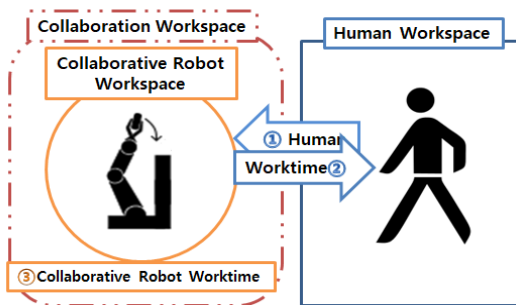 Collaboration Workspace
Human Workspace
Collaborative Robot
Workspace
① Human
Worktime②
③Collaborative Robot Worktime